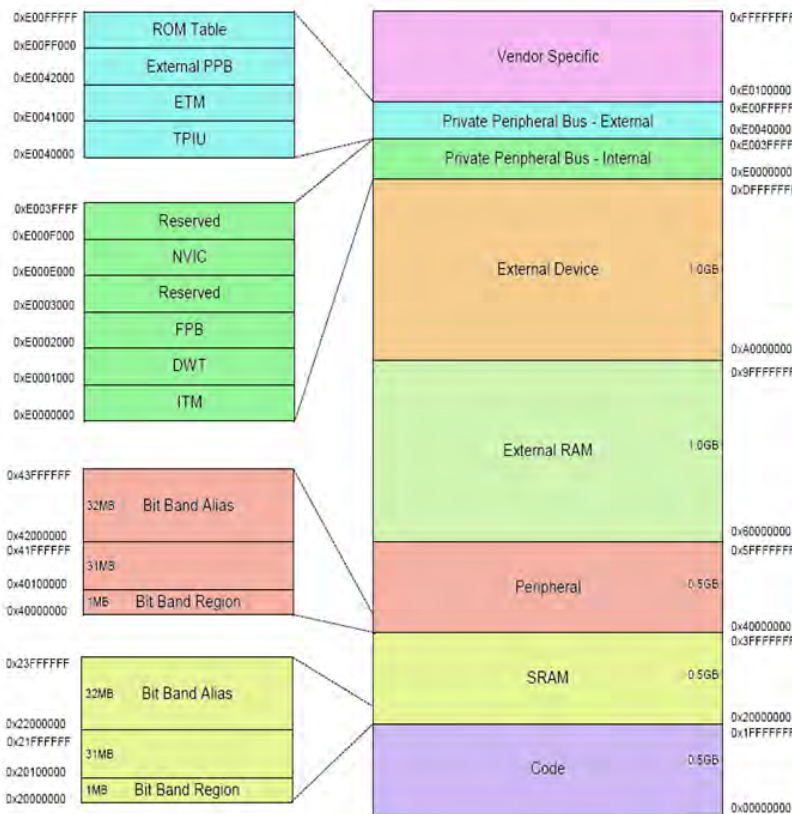 0xE00FFFFF
ROM Table
0xE00FF000
External PPB
0xE0042000
ETM
0xE0041000
TPIU
0xE0040000
0xE003FFFF
Reserved
0xE000F000
NVIC
0xE000E000
Reserved
0xE0003000
FPB
0xE0002000
DWT
0xE0001000
ITM
0xE0000000
0x43FFFFFF
32MB Bit Band Alias
0x42000000
0x41FFFFFF
31MB
0x40100000
1MB Bit Band Region
0x40000000
0x23FFFFFF
32MB Bit Band Alias
0x22000000
0x21FFFFFF
31MB
0x20100000
1MB Bit Band Region
0x20000000
0xFFFFFFFF
Vendor Specific
0xE0100000
0xE00FFFFF
Private Peripheral Bus - External
0xE0040000
0xE003FFFF
Private Peripheral Bus - Internal
0xE0000000
0xDFFFFFFF
External Device 1.0GB
0xA0000000
0x9FFFFFFF
External RAM 1.0GB
0x60000000
0x5FFFFFFF
Peripheral 0.5GB
0x40000000
0x3FFFFFFF
SRAM 0.5GB
0x20000000
0x1FFFFFFF
Code 0.5GB
0x00000000